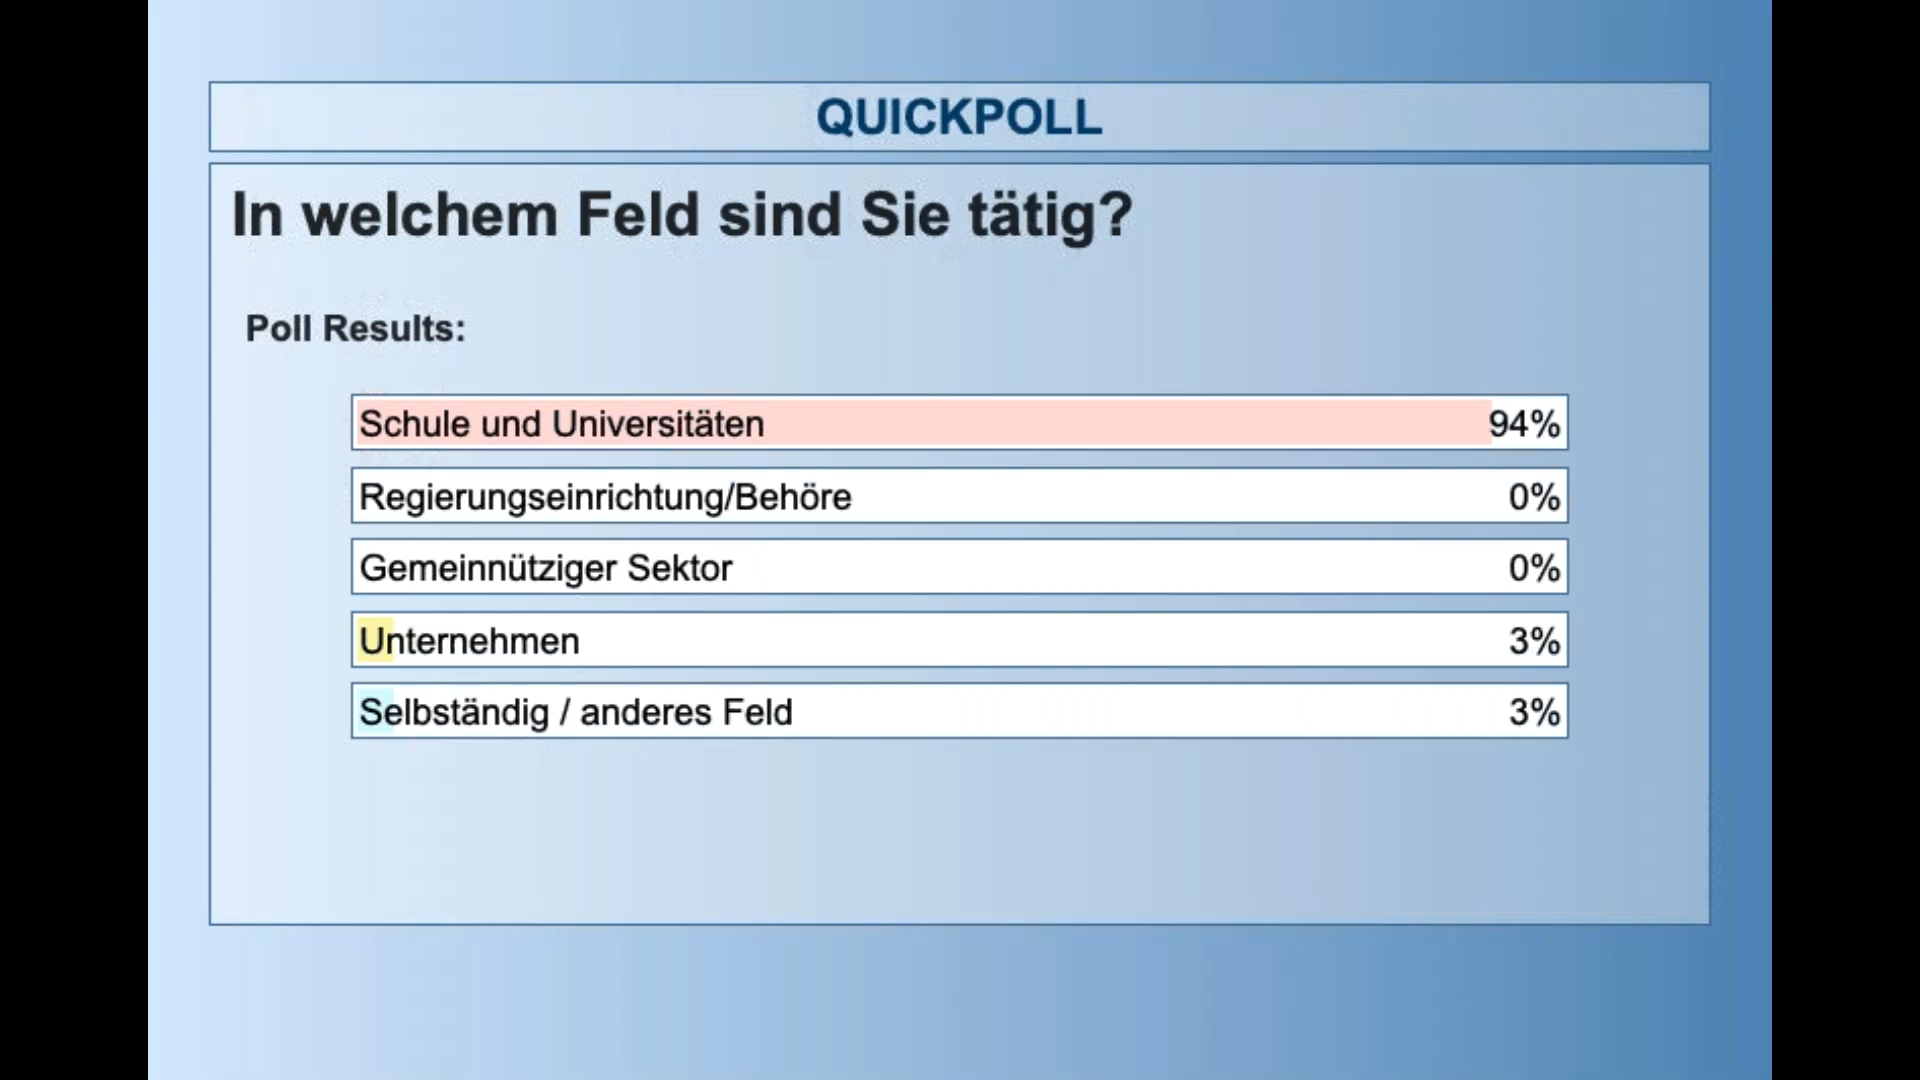 QUICKPOLL
In welchem Feld sind Sie tätig?
Poll Results:
Schule und Universitäten 94%
Regierungseinrichtung/Behöre 0%
Gemeinnütziger Sektor 0%
Unternehmen 3%
Selbständig / anderes Feld 3%